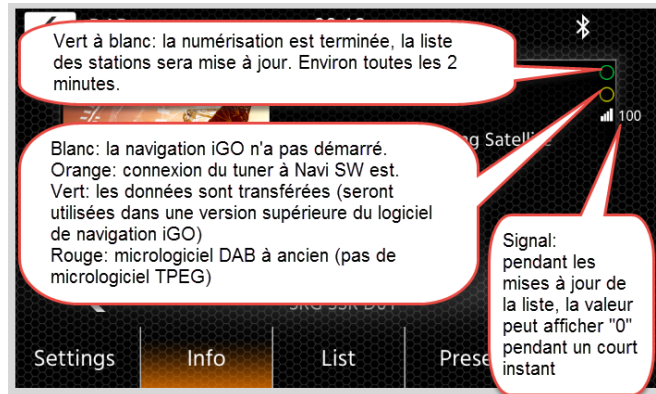 Vert à blanc: la numérisation est terminée, la liste
des stations sera mise à jour. Environ toutes les 2
minutes.
100
Blanc: la navigation iGO n'a pas démarré.
Orange: connexion du tuner à Navi SW est.
Vert: les données sont transférées (seront
utilisées dans une version supérieure du logiciel
de navigation iGO)
Rouge: micrologiciel DAB à ancien (pas de
micrologiciel TPEG)
Signal:
pendant les
mises à jour de
la liste, la valeur
peut afficher "0"
pendant un court
instant
Settings Info List